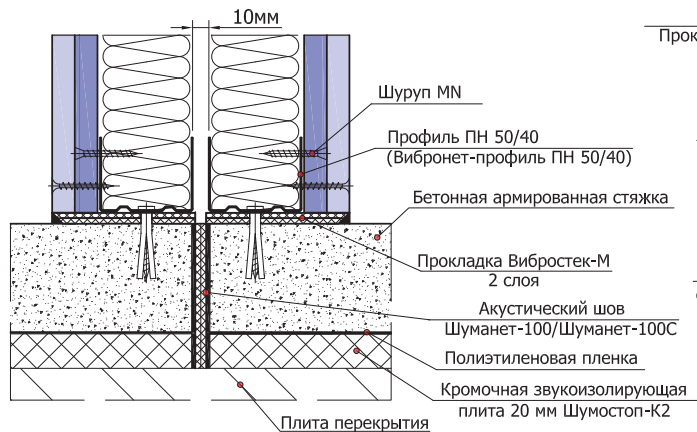 10мм
Прок
Шуруп MN
Профиль ПН 50/40
(Вибронет-профиль ПН 50/40)
Бетонная армированная стяжка
Прокладка Вибростек-М
2 слоя
Акустический шов
Шуманет-100/Шуманет-100С
Полиэтиленовая пленка
Кромочная звукоизолирующая
плита 20 мм Шумостоп-К2
Плита перекрытия